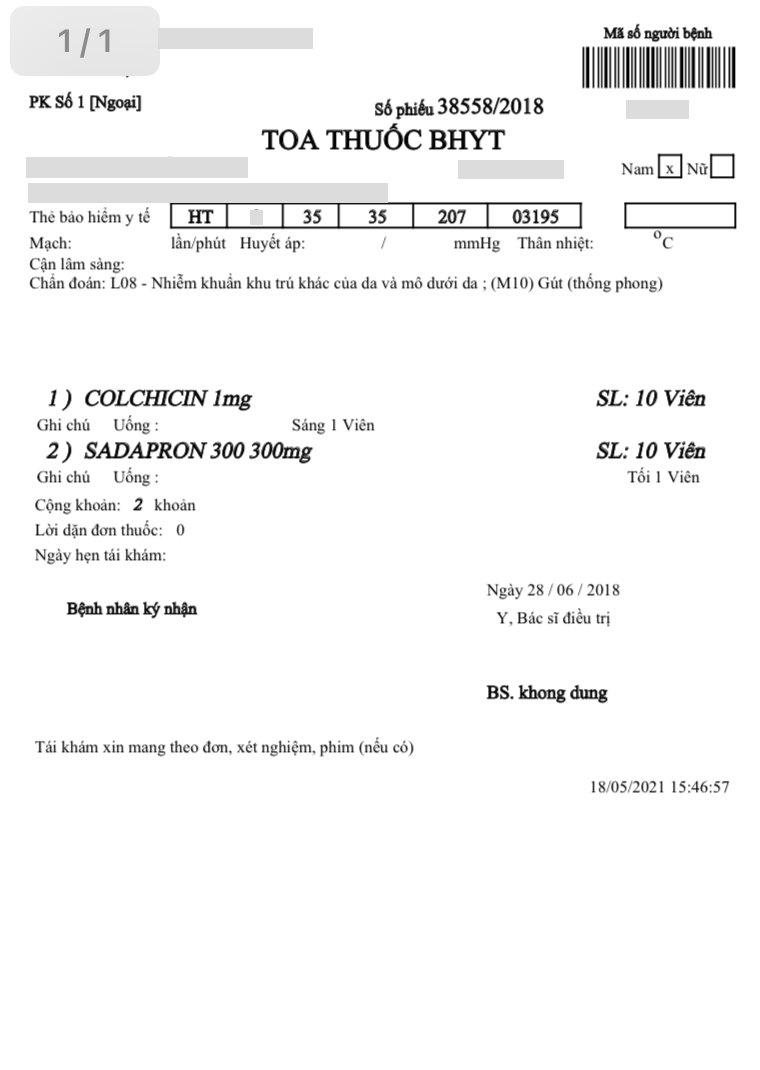 1/1
Mã số người bệnh
PK Số 1 [Ngoại]
Số phiếu 38558/2018
TOA THUỐC BHYT
Nam x Nữ
Thẻ bảo hiểm y tế HT 35 35 207 03195
Mạch: lần/phút Huyết áp: / mmHg Thân nhiệt: °C
Cận lâm sàng:
Chẩn đoán: L08 - Nhiễm khuẩn khu trú khác của da và mô dưới da ; (M10) Gút (thống phong)
1 ) COLCHICIN 1mg SL: 10 Viên
Ghi chú Uống : Sáng 1 Viên
2 ) SADAPRON 300 300mg SL: 10 Viên
Ghi chú Uống : Tối 1 Viên
Cộng khoản: 2 khoản
Lời dặn đơn thuốc: 0
Ngày hẹn tái khám:
Ngày 28 / 06 / 2018
Bệnh nhân ký nhận
Y, Bác sĩ điều trị
BS. khong dung
Tái khám xin mang theo đơn, xét nghiệm, phim (nếu có)
18/05/2021 15:46:57